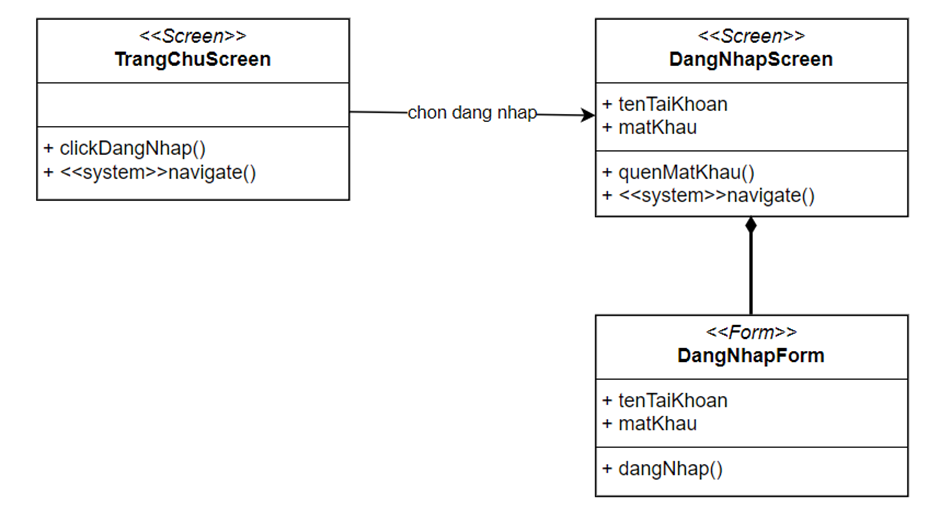 <<Screen>>
TrangChuScreen
+ clickDangNhap()
+ <<system>>navigate()
chon dang nhap
<<Screen>>
DangNhapScreen
+ tenTaiKhoan
+ matKhau
+ quenMatKhau()
+ <<system>>navigate()
<<Form>>
DangNhapForm
+ tenTaiKhoan
+ matKhau
+ dangNhap()